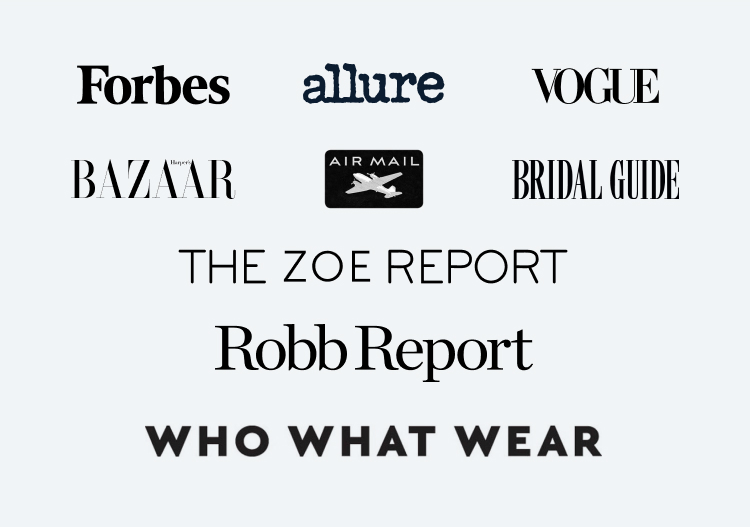 Forbes
allure
VOGUE
Harper's
BAZAAR
AIR MAIL
BRIDAL GUIDE
THE ZOE REPORT
Robb Report
WHO WHAT WEAR